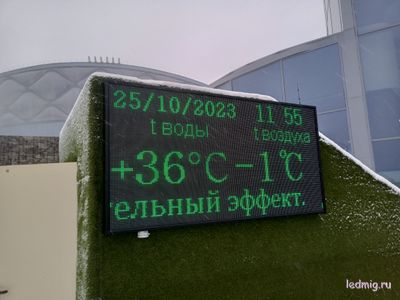 25/10/2023 11 55
t воды t воздуха
+36°C -1°C
ельный эффект.
ledmig.ru